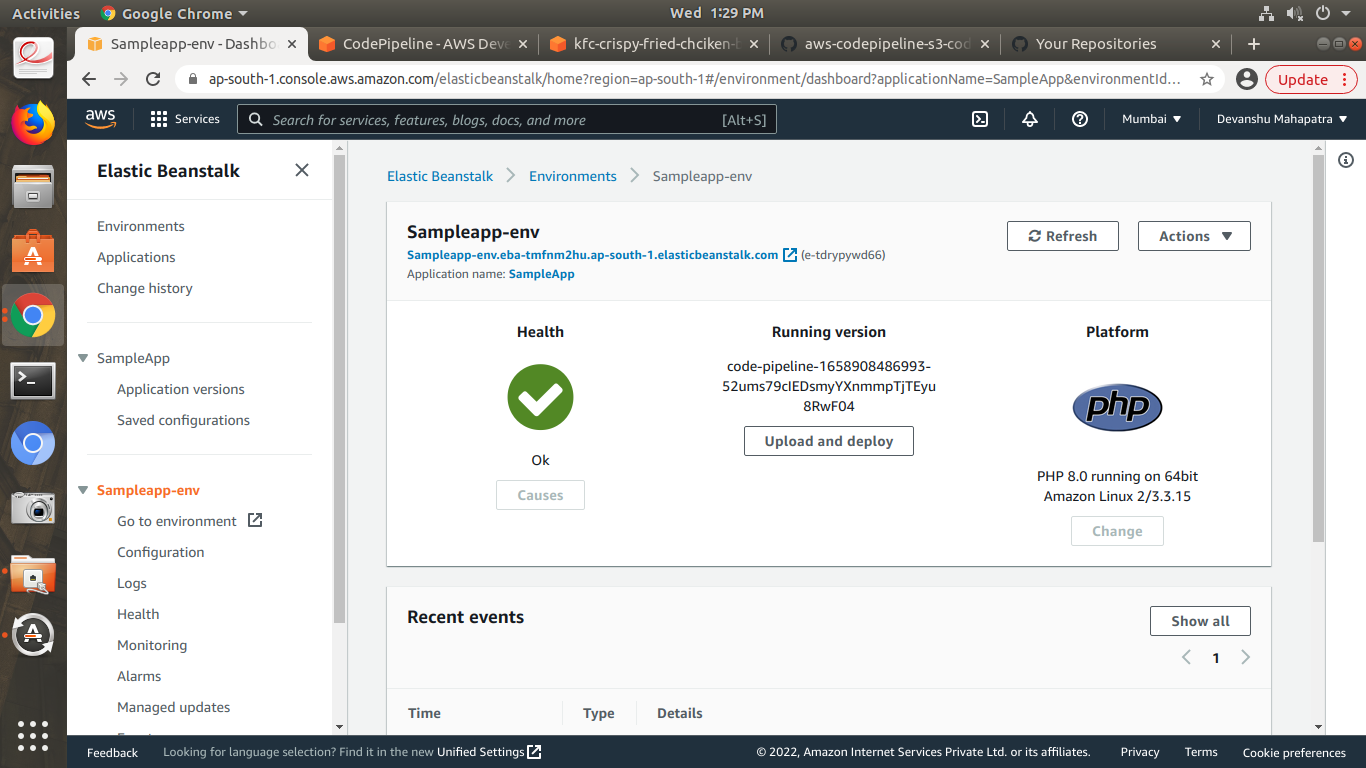 Activities
Google Chrome
Wed 1:29 PM
Sampleapp-env - Dashbo
CodePipeline - AWS Deve
kfc-crispy-fried-chciken-b
aws-codepipeline-s3-cod
Your Repositories
ap-south-1.console.aws.amazon.com/elasticbeanstalk/home?region=ap-south-1#/environment/dashboard?applicationName=SampleApp&environmentId...
Update
aws
Services
Search for services, features, blogs, docs, and more
[Alt+S]
Mumbai
Devanshu Mahapatra
Elastic Beanstalk
Environments
Applications
Change history
SampleApp
Application versions
Saved configurations
Sampleapp-env
Go to environment
Configuration
Logs
Health
Monitoring
Alarms
Managed updates
Elastic Beanstalk
Environments
Sampleapp-env
Sampleapp-env
Sampleapp-env.eba-tmfnm2hu.ap-south-1.elasticbeanstalk.com (e-tdrypywd66)
Application name: SampleApp
Refresh
Actions
Health
Ok
Causes
Running version
code-pipeline-1658908486993-
52ums79clEDsmyYXnmmpTjTEyu
8RwF04
Upload and deploy
Platform
php
PHP 8.0 running on 64bit
Amazon Linux 2/3.3.15
Change
Recent events
Show all
1
Time
Type
Details
Feedback
Looking for language selection? Find it in the new Unified Settings
© 2022, Amazon Internet Services Private Ltd. or its affiliates.
Privacy
Terms
Cookie preferences